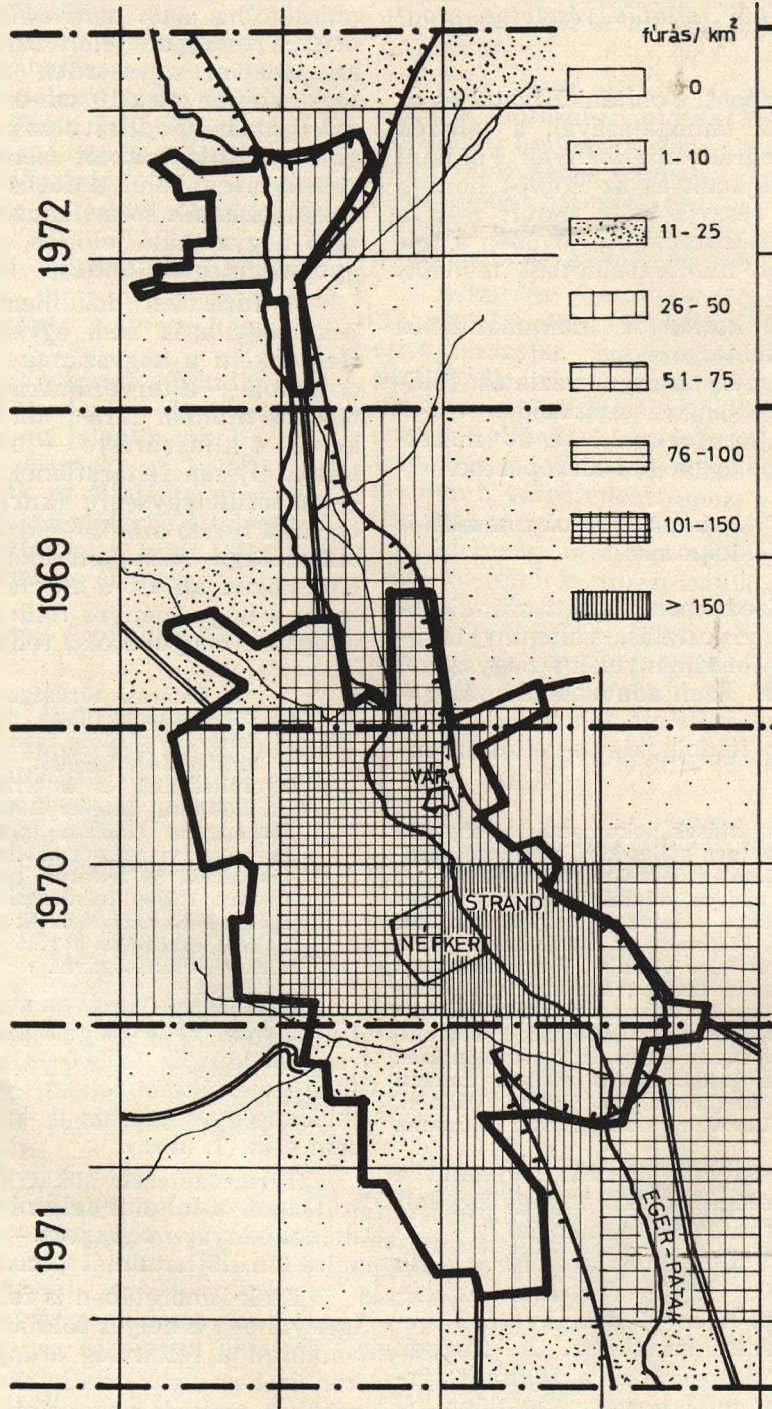 fúrás/km²
0
1-10
11-25
26-50
51-75
76-100
101-150
> 150
1972
1969
1970
1971
VÁR
STRAND
NÉPKERT
EGER-PATAK